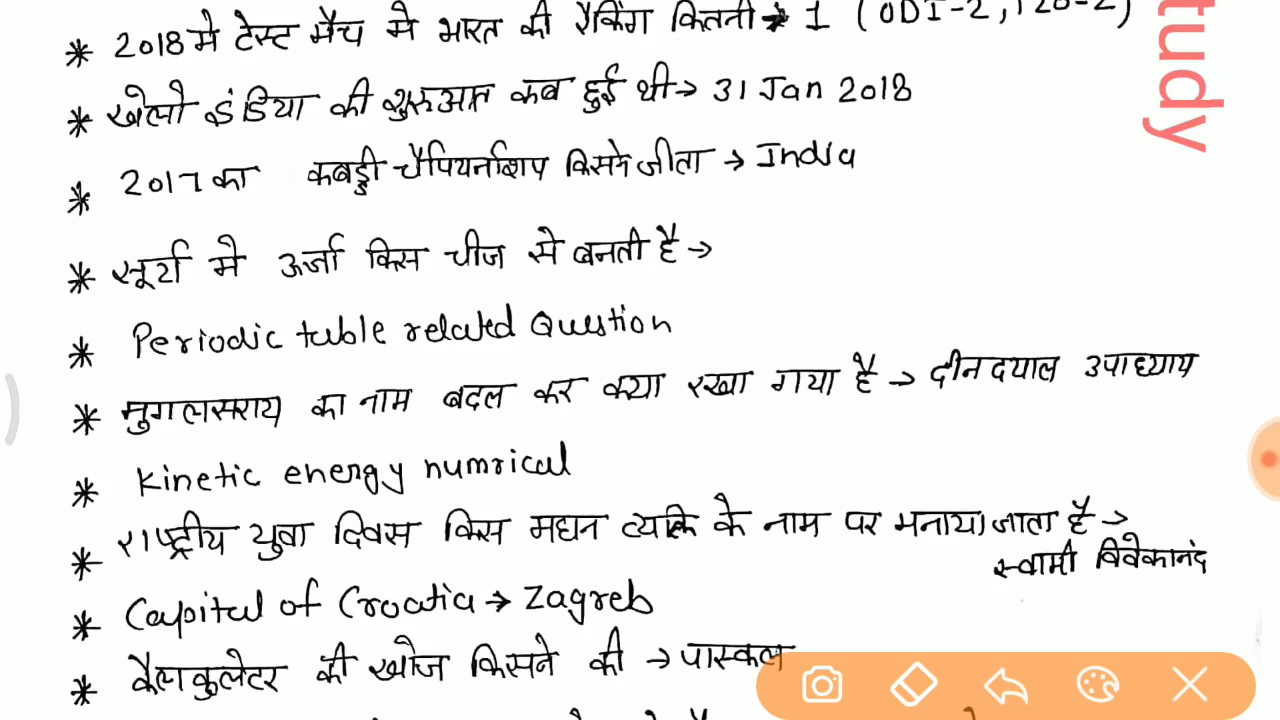 * 2018 मे टेस्ट मैच मे भारत की रैंकिंग कितनी → 1 (ODI-2, T20-2)
* खेलो इंडिया की शुरुआत कब हुई थी → 31 Jan 2018
* 2017 का कबड्डी चैंपियनशिप किसने जीता → India
* सूर्य मे ऊर्जा किस चीज से बनती है →
* Periodic tuble related Question
* मुगलसराय का नाम बदल कर क्या रखा गया है → दीनदयाल उपाध्याय
* Kinetic energy numrical
* राष्ट्रीय युवा दिवस किस महान व्यक्ति के नाम पर मनाया जाता है →
स्वामी विवेकानंद
* Capital of Croatia → Zagreb
* कैलकुलेटर की खोज किसने की → पास्कल
tudy